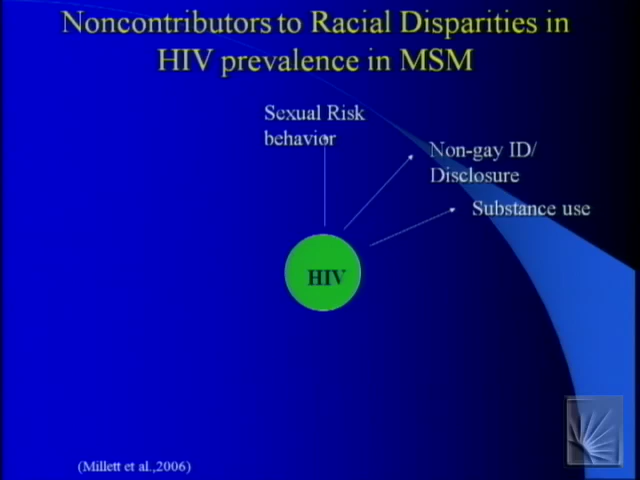 Noncontributors to Racial Disparities in
HIV prevalence in MSM
Sexual Risk
behavior
Non-gay ID/
Disclosure
Substance use
HIV
(Millett et al.,2006)